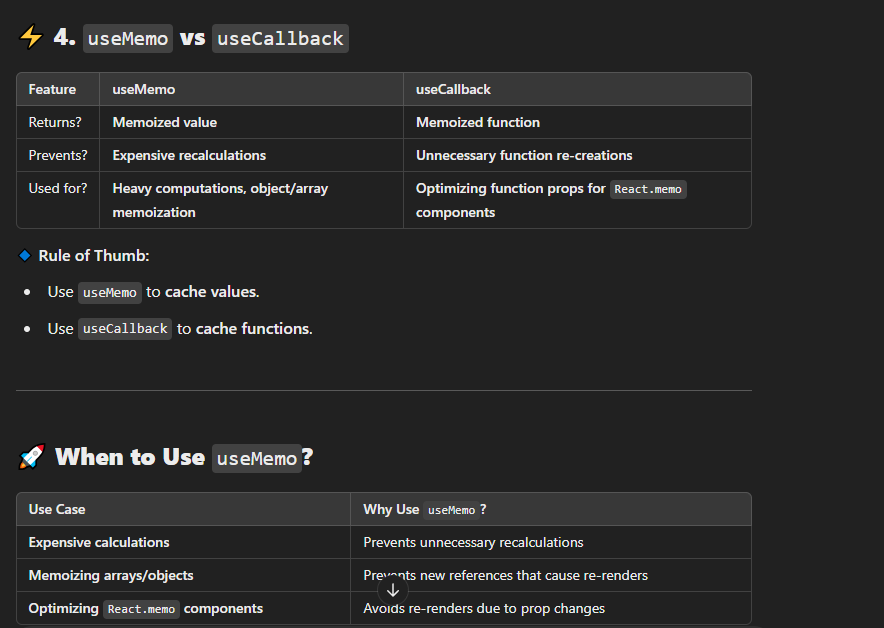 ⚡ 4. useMemo vs useCallback
Feature useMemo useCallback
Returns? Memoized value Memoized function
Prevents? Expensive recalculations Unnecessary function re-creations
Used for? Heavy computations, object/array memoization Optimizing function props for React.memo components
🔹 Rule of Thumb:
• Use useMemo to cache values.
• Use useCallback to cache functions.
🚀 When to Use useMemo?
Use Case Why Use useMemo?
Expensive calculations Prevents unnecessary recalculations
Memoizing arrays/objects Prevents new references that cause re-renders
Optimizing React.memo components Avoids re-renders due to prop changes